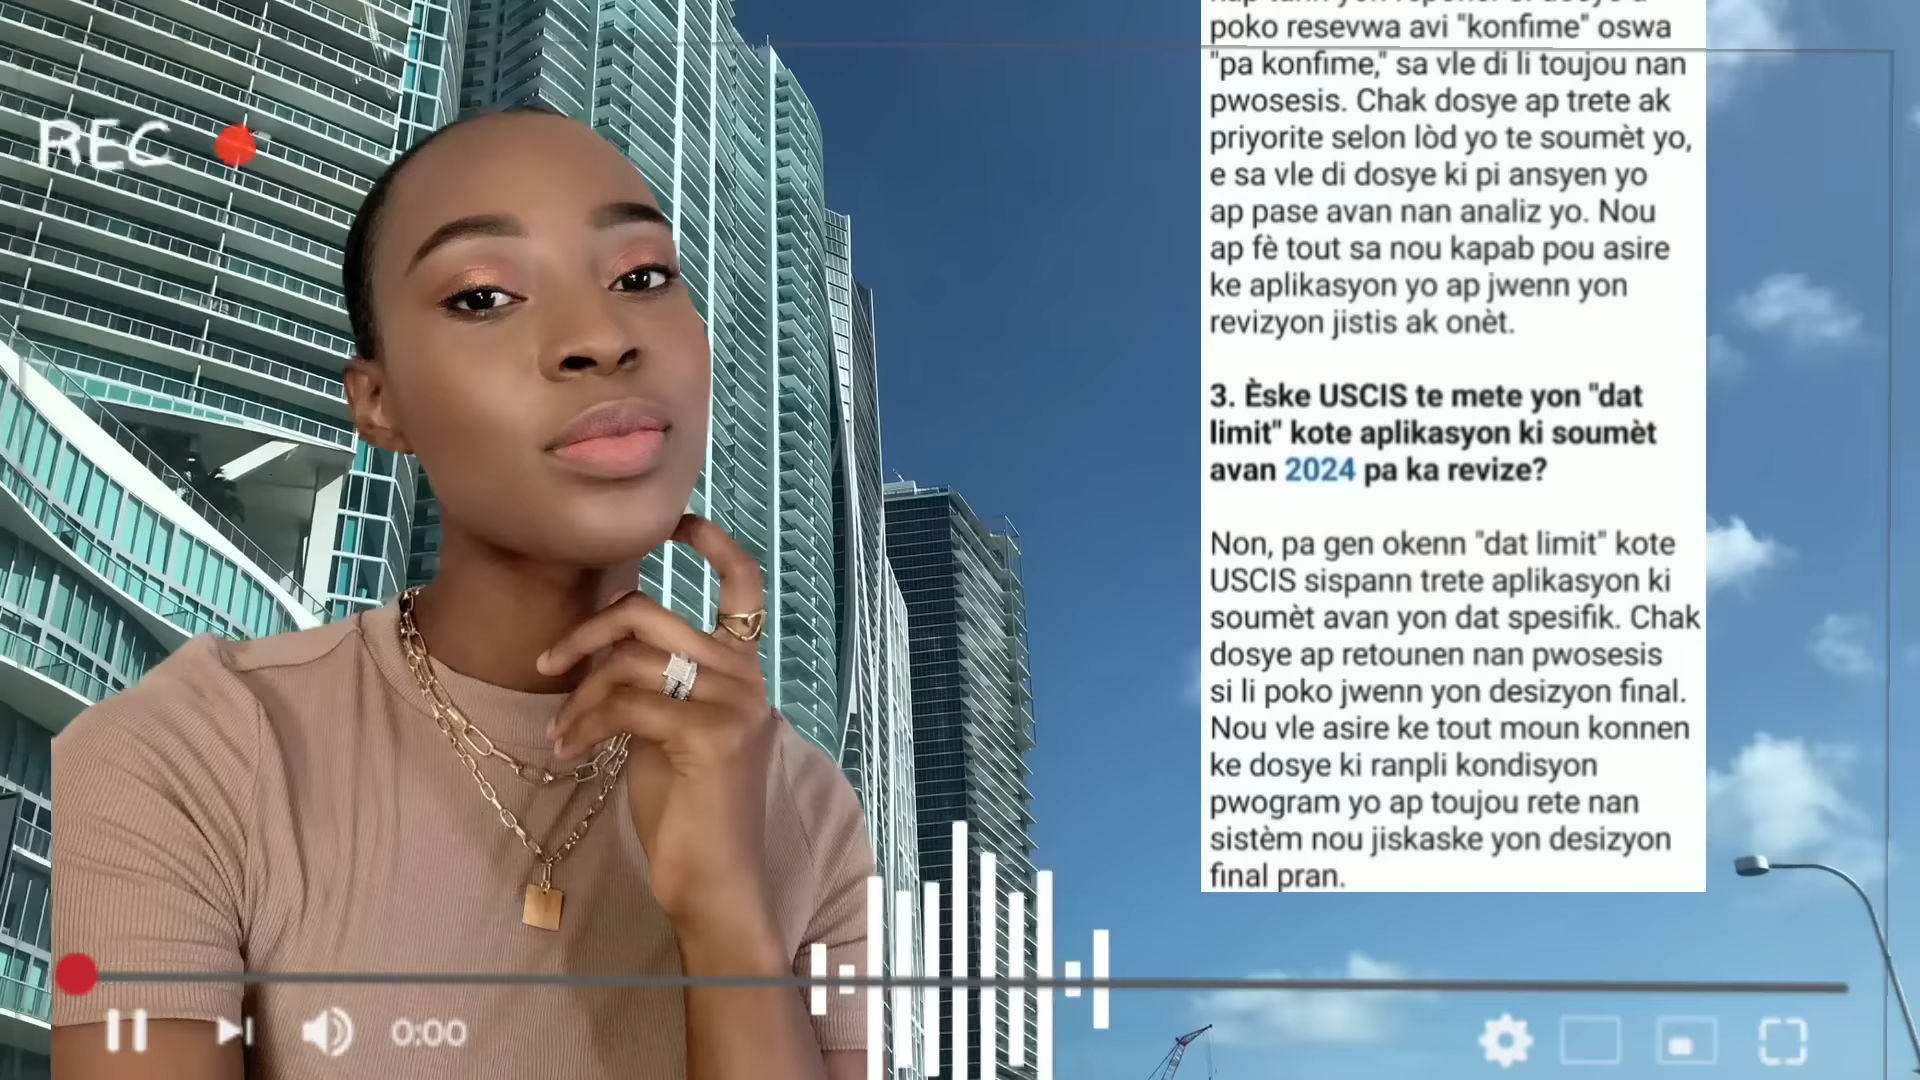 REC
poko resevwa avi "konfime" oswa
"pa konfime," sa vle di li toujou nan
pwosesis. Chak dosye ap trete ak
priyorite selon lòd yo te soumèt yo,
e sa vle di dosye ki pi ansyen yo
ap pase avan nan analiz yo. Nou
ap fè tout sa nou kapab pou asire
ke aplikasyon yo ap jwenn yon
revizyon jistis ak onèt.
3. Èske USCIS te mete yon "dat
limit" kote aplikasyon ki soumèt
avan 2024 pa ka revize?
Non, pa gen okenn "dat limit" kote
USCIS sispann trete aplikasyon ki
soumèt avan yon dat spesifik. Chak
dosye ap retounen nan pwosesis
si li poko jwenn yon desizyon final.
Nou vle asire ke tout moun konnen
ke dosye ki ranpli kondisyon
pwogram yo ap toujou rete nan
sistèm nou jiskaske yon desizyon
final pran.
0:00